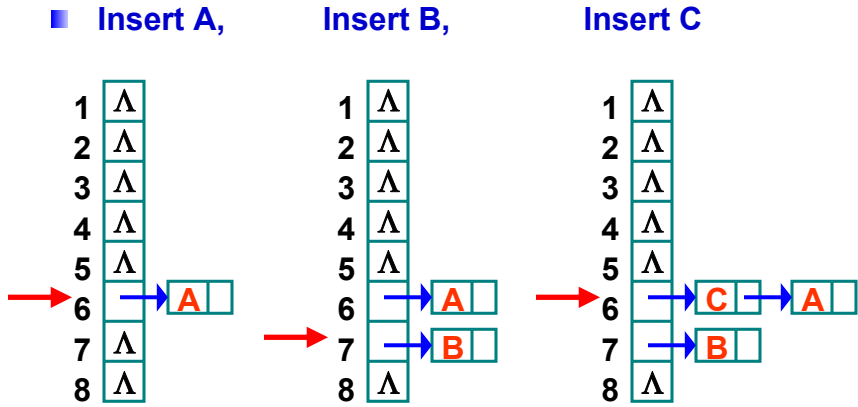 Insert A, Insert B, Insert C
1 Λ 1 Λ 1 Λ
2 Λ 2 Λ 2 Λ
3 Λ 3 Λ 3 Λ
4 Λ 4 Λ 4 Λ
5 Λ 5 Λ 5 Λ
6 A 6 A 6 C A
7 Λ 7 B 7 B
8 Λ 8 Λ 8 Λ